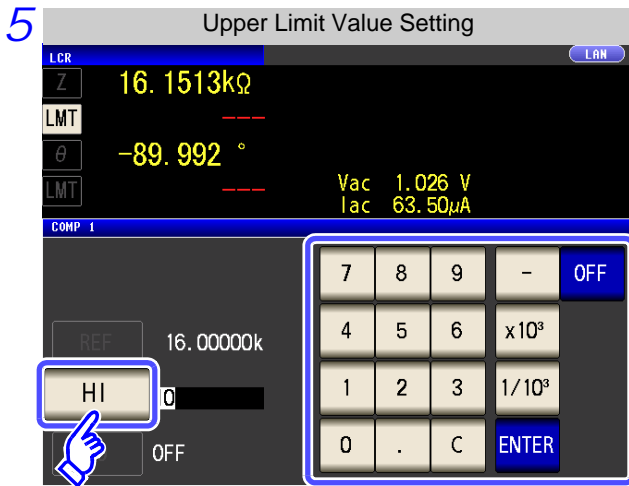 5 Upper Limit Value Setting
LCR LAN
Z 16.1513kΩ
LMT ---
θ -89.992 °
LMT ---
Vac 1.026 V
Iac 63.50μA
COMP 1
7 8 9 - OFF
REF 16.00000k
4 5 6 x10³
HI 0
1 2 3 1/10³
OFF
0 . C ENTER